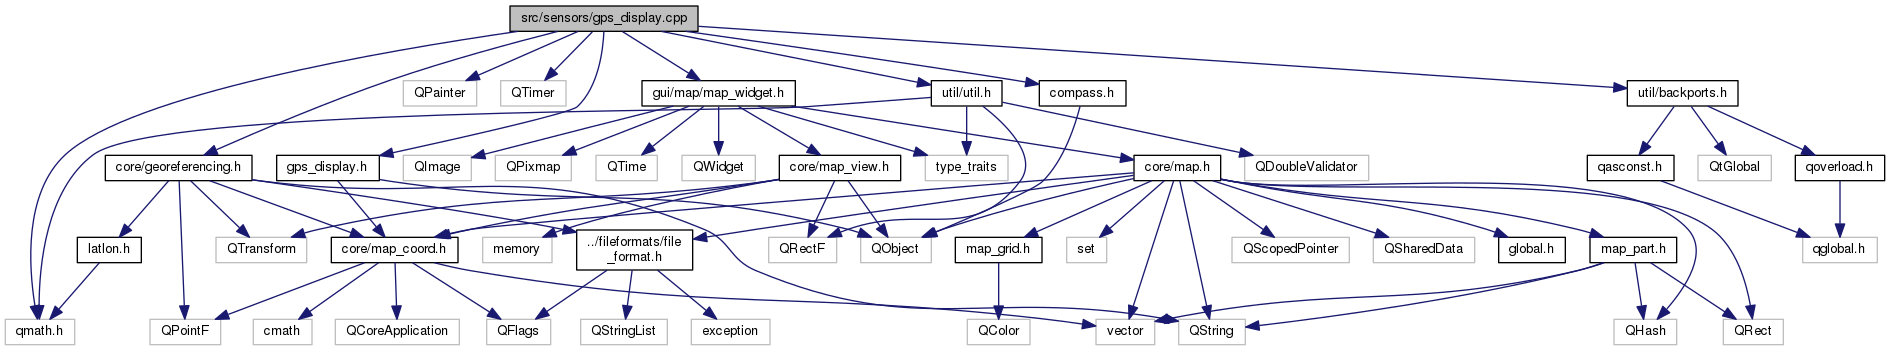 src/sensors/gps_display.cpp
QPainter
QTimer
gui/map/map_widget.h
util/util.h
compass.h
util/backports.h
core/georeferencing.h
gps_display.h
QImage
QPixmap
QTime
QWidget
core/map_view.h
type_traits
core/map.h
QDoubleValidator
qasconst.h
QtGlobal
qoverload.h
latlon.h
QTransform
core/map_coord.h
memory
../fileformats/file
_format.h
QRectF
QObject
map_grid.h
set
QScopedPointer
QSharedData
global.h
map_part.h
qglobal.h
qmath.h
QPointF
cmath
QCoreApplication
QFlags
QStringList
exception
QColor
vector
QString
QHash
QRect